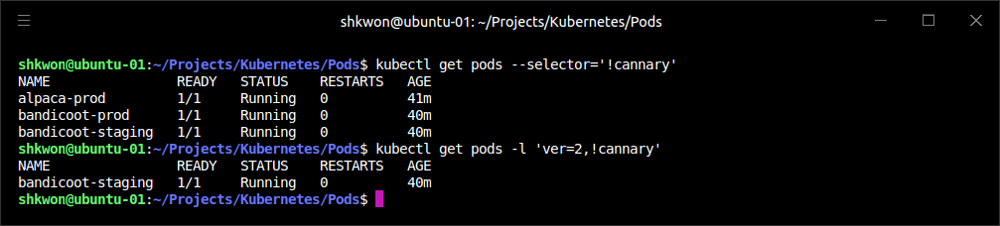 shkwon@ubuntu-01: ~/Projects/Kubernetes/Pods
shkwon@ubuntu-01:~/Projects/Kubernetes/Pods$ kubectl get pods --selector='!cannary'
NAME READY STATUS RESTARTS AGE
alpaca-prod 1/1 Running 0 41m
bandicoot-prod 1/1 Running 0 40m
bandicoot-staging 1/1 Running 0 40m
shkwon@ubuntu-01:~/Projects/Kubernetes/Pods$ kubectl get pods -l 'ver=2,!cannary'
NAME READY STATUS RESTARTS AGE
bandicoot-staging 1/1 Running 0 40m
shkwon@ubuntu-01:~/Projects/Kubernetes/Pods$